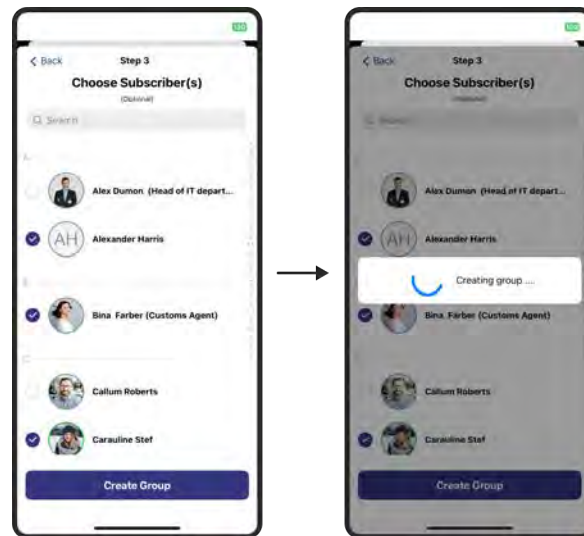 Back
Step 3
Choose Subscriber(s)
(Optional)
Search
Alex Dumon (Head of IT depart...
AH
Alexander Harris
Bina Farber (Customs Agent)
Callum Roberts
Carauline Stef
Create Group
Back
Step 3
Choose Subscriber(s)
Alex Dumon (Head of IT depart...
AH
Alexander Harris
Creating group ....
Bina Farber (Customs Agent)
Callum Roberts
Carauline Stef
Create Group